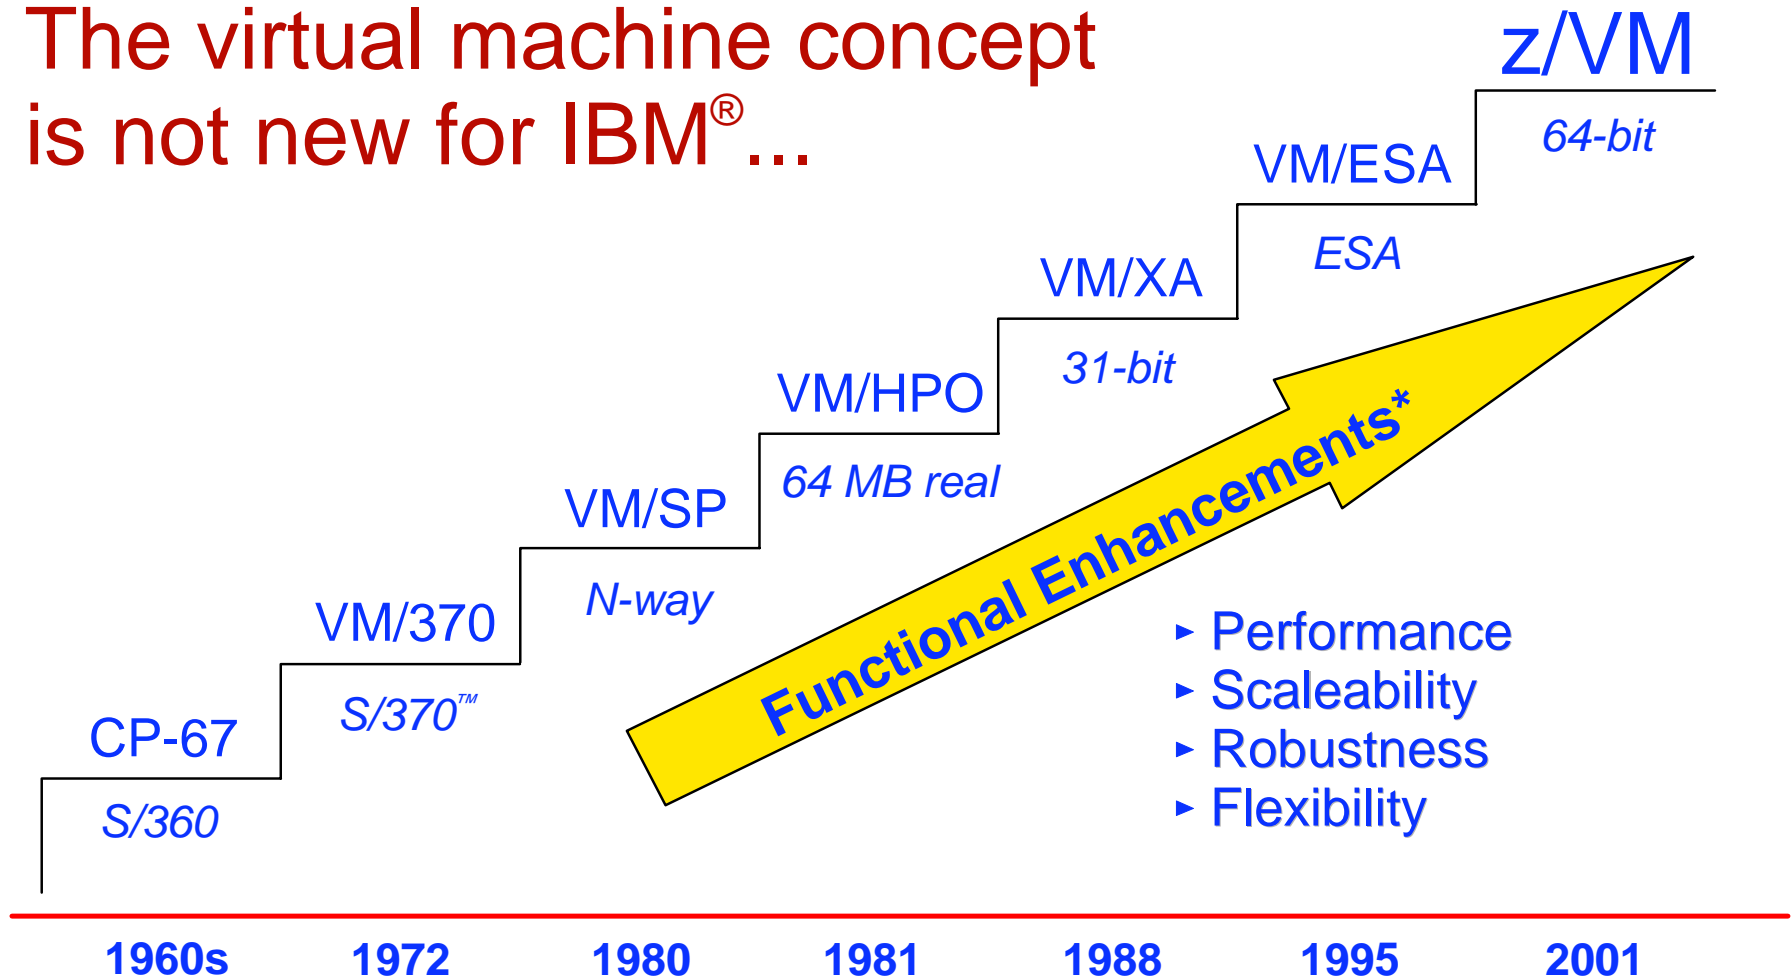 The virtual machine concept
is not new for IBM® ...
z/VM
64-bit
VM/ESA
ESA
VM/XA
31-bit
VM/HPO
64 MB real
VM/SP
N-way
VM/370
S/370™
CP-67
S/360
Functional Enhancements*
► Performance
► Scaleability
► Robustness
► Flexibility
1960s 1972 1980 1981 1988 1995 2001